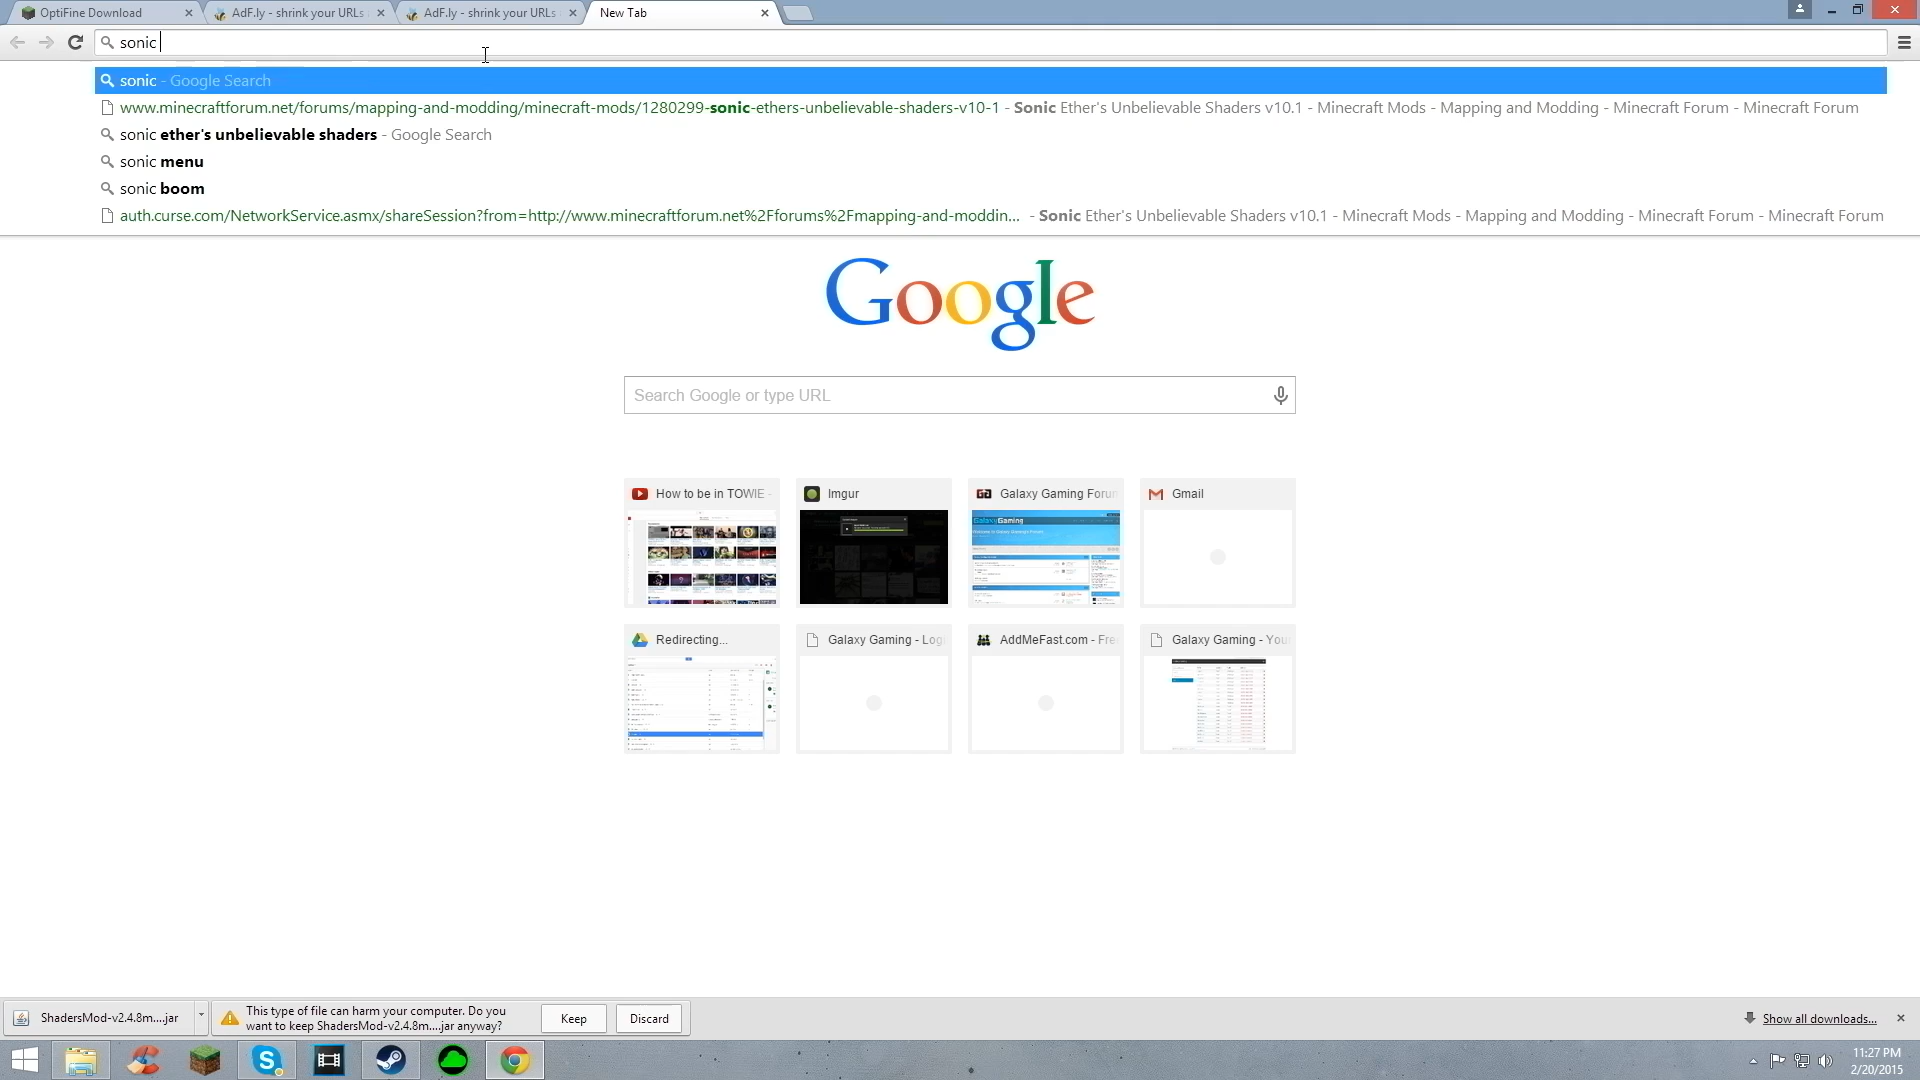 OptiFine Download
AdF.ly - shrink your URLs
AdF.ly - shrink your URLs
New Tab
sonic
sonic - Google Search
www.minecraftforum.net/forums/mapping-and-modding/minecraft-mods/1280299-sonic-ethers-unbelievable-shaders-v10-1 - Sonic Ether's Unbelievable Shaders v10.1 - Minecraft Mods - Mapping and Modding - Minecraft Forum - Minecraft Forum
sonic ether's unbelievable shaders - Google Search
sonic menu
sonic boom
auth.curse.com/NetworkService.asmx/shareSession?from=http://www.minecraftforum.net%2Fforums%2Fmapping-and-moddin... - Sonic Ether's Unbelievable Shaders v10.1 - Minecraft Mods - Mapping and Modding - Minecraft Forum - Minecraft Forum
Google
Search Google or type URL
How to be in TOWIE -
Imgur
Galaxy Gaming Forum
Gmail
GalaxyGaming
Redirecting...
Galaxy Gaming - Log
AddMeFast.com - Fre
Galaxy Gaming - You
ShadersMod-v2.4.8m....jar
This type of file can harm your computer. Do you
want to keep ShadersMod-v2.4.8m....jar anyway?
Keep
Discard
Show all downloads...
11:27 PM
2/20/2015